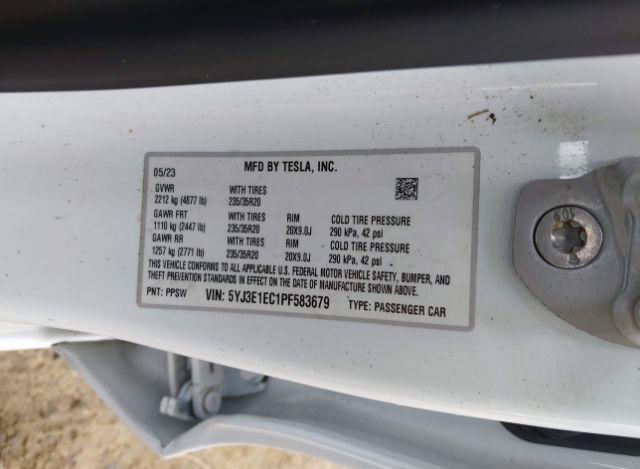 05/23 MFD BY TESLA, INC.
GVWR WITH TIRES
2212 kg (4877 lb) 235/35R20
GAWR FRT WITH TIRES RIM COLD TIRE PRESSURE
1110 kg (2447 lb) 235/35R20 20X9.0J 290 kPa, 42 psi
GAWR RR WITH TIRES RIM COLD TIRE PRESSURE
1257 kg (2771 lb) 235/35R20 20X9.0J 290 kPa, 42 psi
THIS VEHICLE CONFORMS TO ALL APPLICABLE U.S. FEDERAL MOTOR VEHICLE SAFETY, BUMPER, AND
THEFT PREVENTION STANDARDS IN EFFECT ON THE DATE OF MANUFACTURE SHOWN ABOVE.
PNT: PPSW VIN: 5YJ3E1EC1PF583679 TYPE: PASSENGER CAR